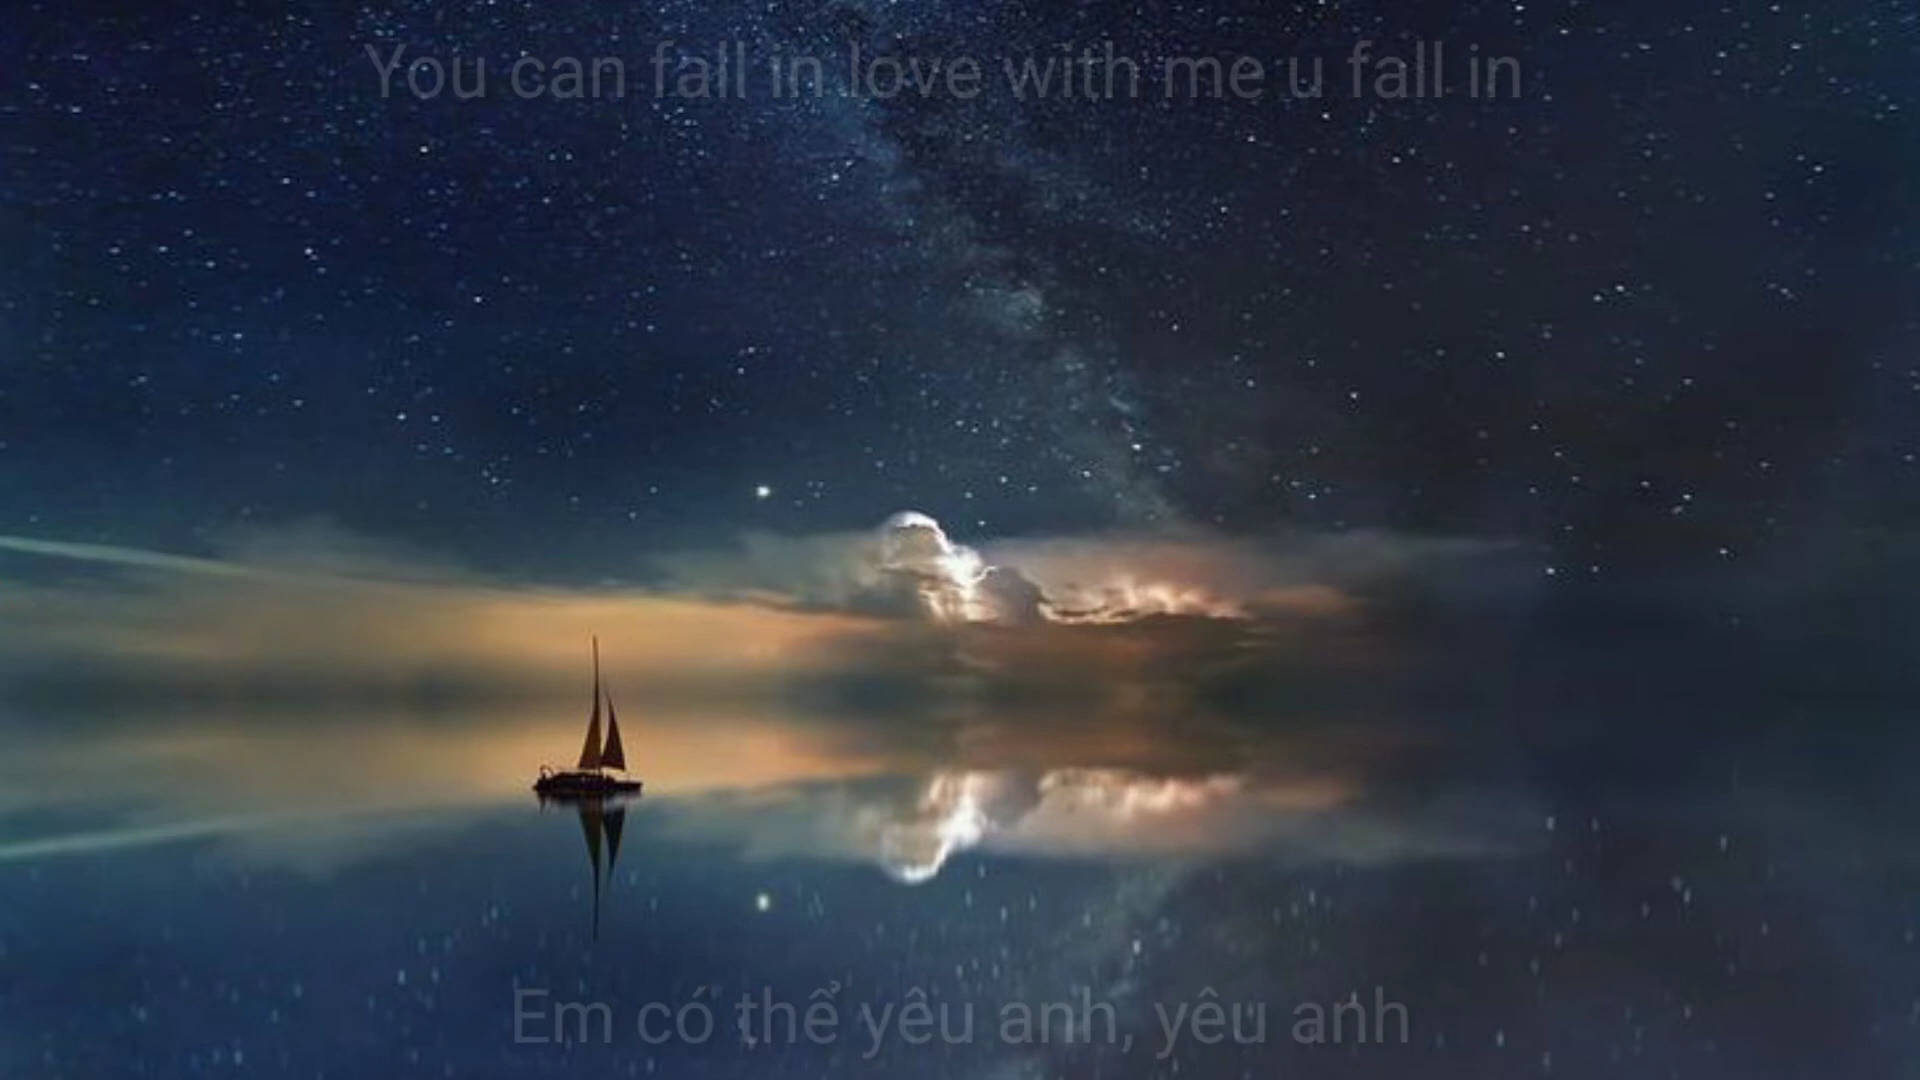 You can fall in love with me u fall in
Em có thể yêu anh, yêu anh